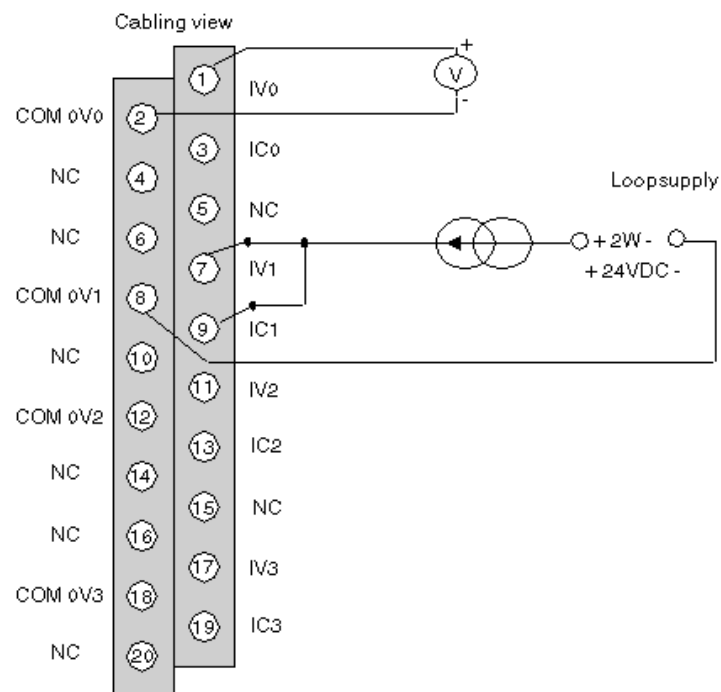 Cabling view
1 IV0
+
V
-
COM 0V0 2
3 IC0
NC 4
Loopsupply
5 NC
NC 6
+ 2W -
7 IV1
+ 24VDC -
COM 0V1 8
9 IC1
NC 10
11 IV2
COM 0V2 12
13 IC2
NC 14
15 NC
NC 16
17 IV3
COM 0V3 18
19 IC3
NC 20